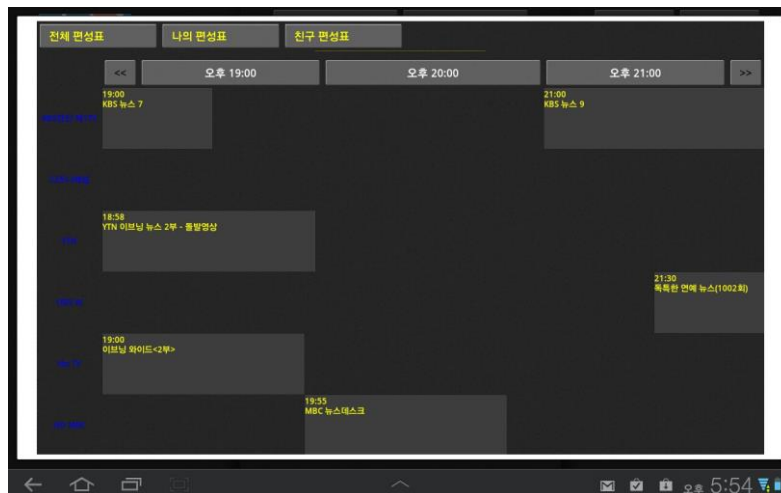 전체 편성표
나의 편성표
친구 편성표
<<
오후 19:00
오후 20:00
오후 21:00
>>
19:00
KBS 뉴스 7
21:00
KBS 뉴스 9
18:58
YTN 이브닝 뉴스 2부 - 돌발영상
21:30
독특한 연예 뉴스(1002회)
19:00
이브닝 와이드<2부>
19:55
MBC 뉴스데스크
오후 5:54